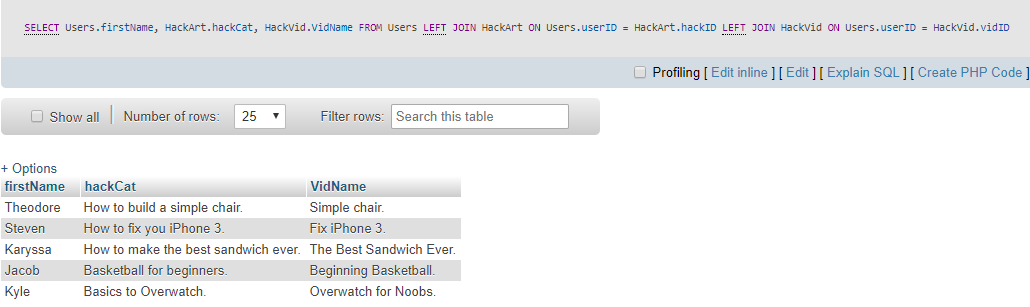 SELECT Users.firstName, HackArt.hackCat, HackVid.VidName FROM Users LEFT JOIN HackArt ON Users.userID = HackArt.hackID LEFT JOIN HackVid ON Users.userID = HackVid.vidID
Profiling [ Edit inline ] [ Edit ] [ Explain SQL ] [ Create PHP Code ]
Show all Number of rows: 25 Filter rows: Search this table
+ Options
firstName hackCat VidName
Theodore How to build a simple chair. Simple chair.
Steven How to fix you iPhone 3. Fix iPhone 3.
Karyssa How to make the best sandwich ever. The Best Sandwich Ever.
Jacob Basketball for beginners. Beginning Basketball.
Kyle Basics to Overwatch. Overwatch for Noobs.